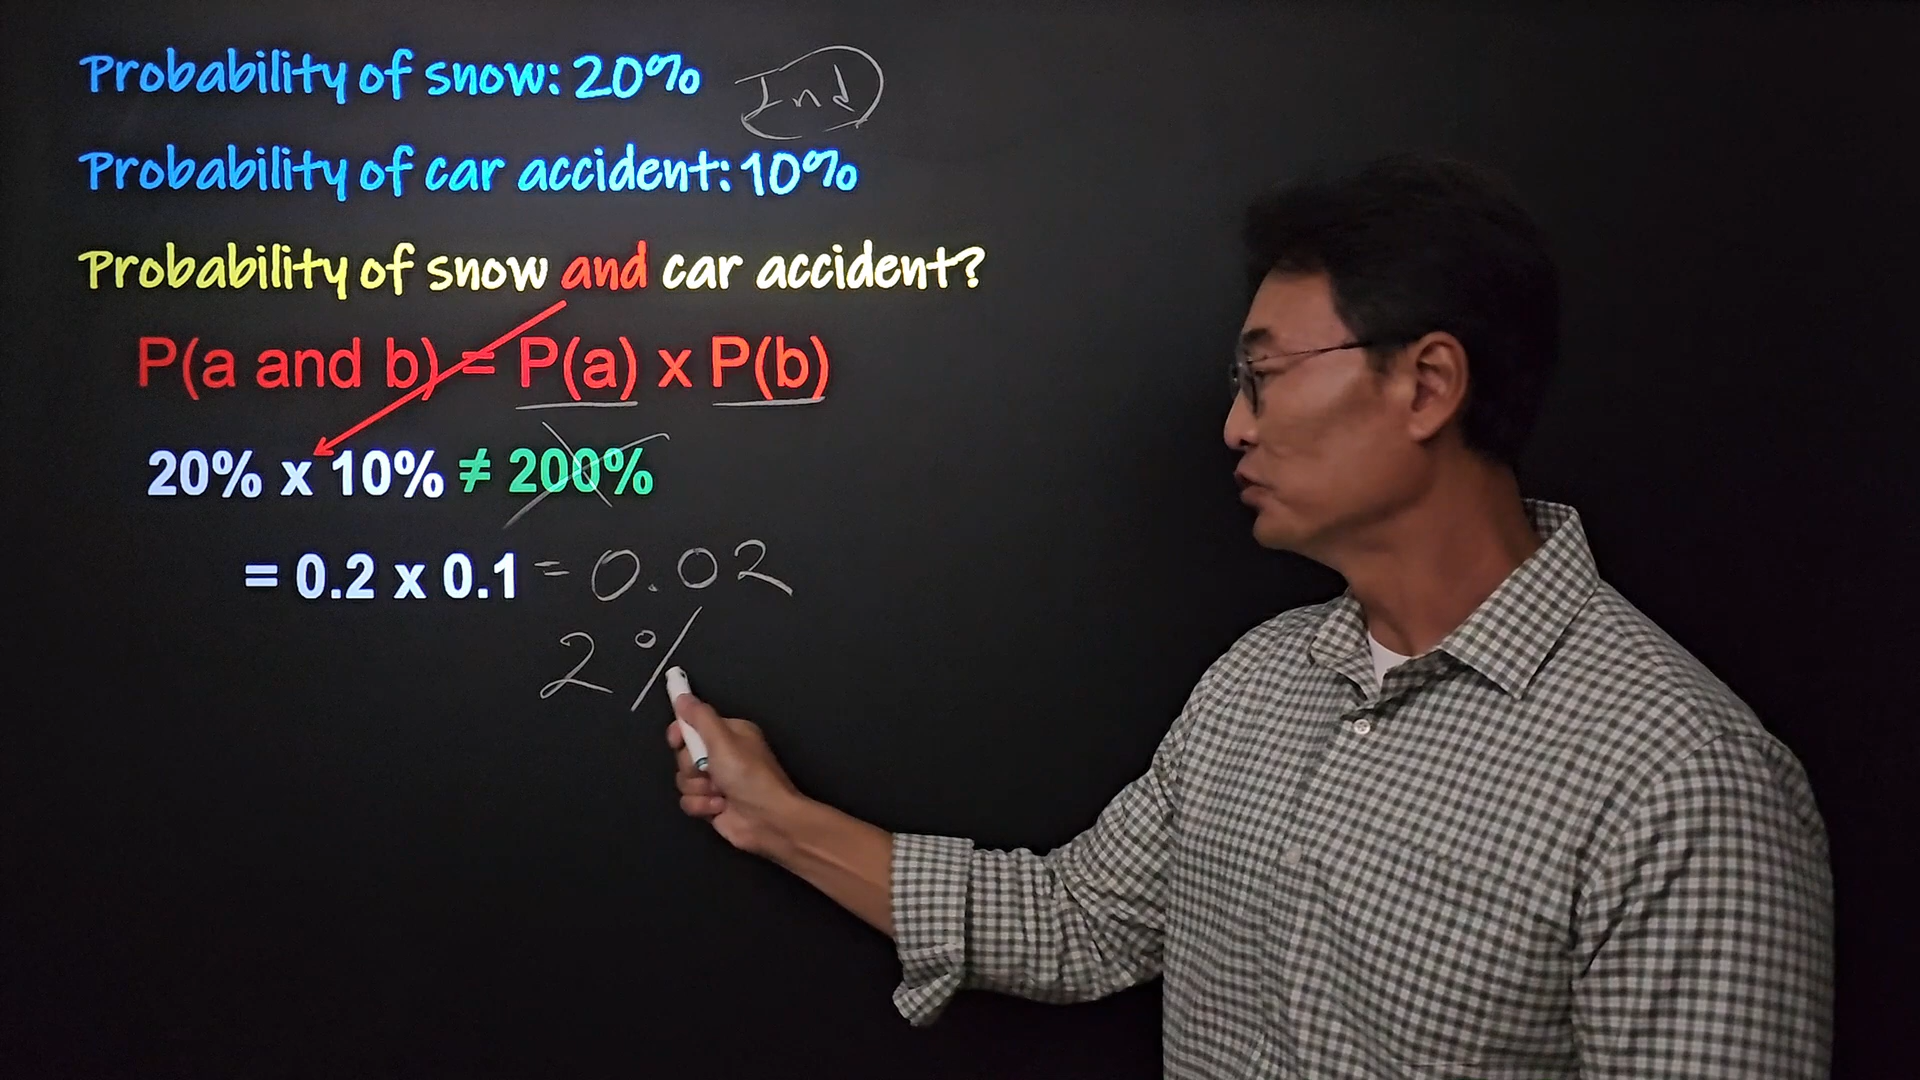 Probability of snow: 20% Ind
Probability of car accident: 10%
Probability of snow and car accident?
P(a and b) = P(a) x P(b)
20% x 10% ≠ 200%
= 0.2 x 0.1 = 0.02
2%